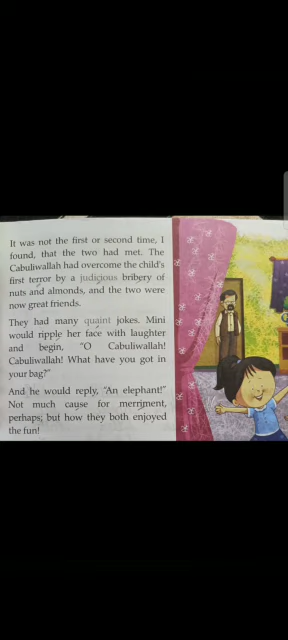 It was not the first or second time, I
found, that the two had met. The
Cabuliwallah had overcome the child's
first terror by a judicious bribery of
nuts and almonds, and the two were
now great friends.
They had many quaint jokes. Mini
would ripple her face with laughter
and begin, "O Cabuliwallah!
Cabuliwallah! What have you got in
your bag?"
And he would reply, "An elephant!"
Not much cause for merriment,
perhaps; but how they both enjoyed
the fun!